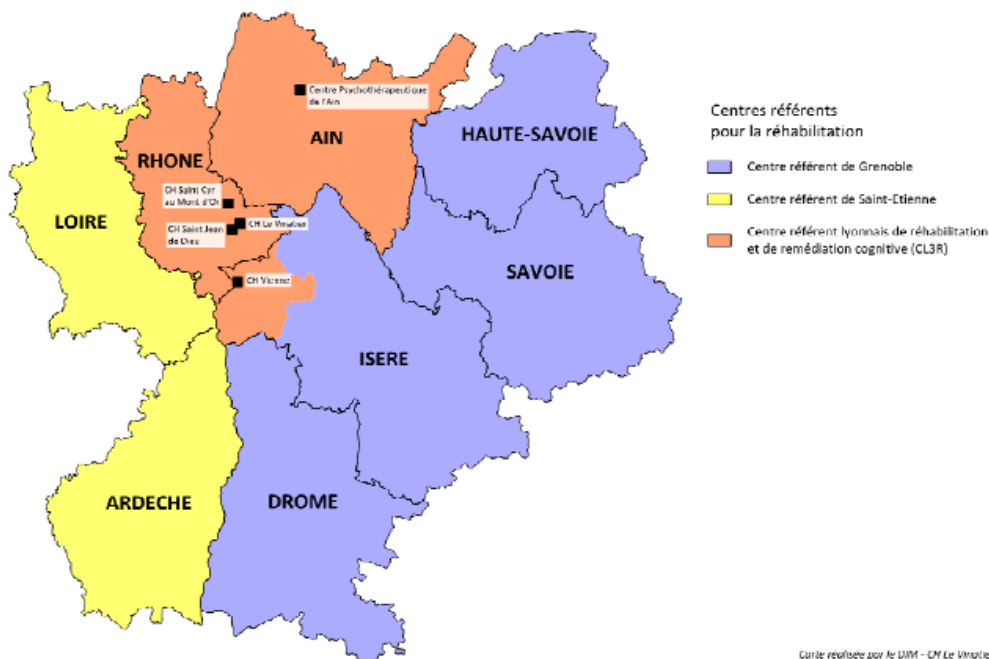 Centre Psychothérapeutique
de l'Ain
AIN
HAUTE-SAVOIE
RHONE
CH Saint Cyr
au Mont d'Or
LOIRE
CH Le Vinatier
CH Saint Jean
de Dieu
SAVOIE
CH Vienne
ISERE
ARDECHE
DROME
Centres référents
pour la réhabilitation
Centre référent de Grenoble
Centre référent de Saint-Etienne
Centre référent lyonnais de réhabilitation
et de remédiation cognitive (CL3R)
Carte réalisée par le DIM - CH Le Vinatie